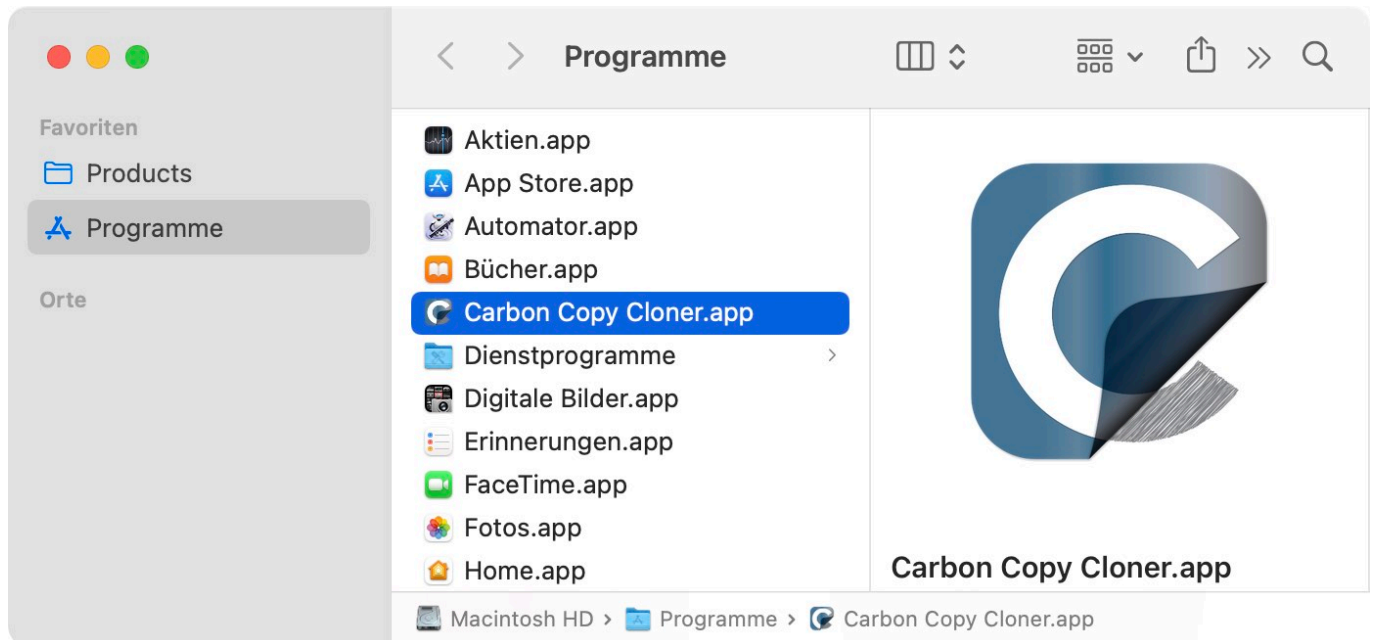 Programme
Favoriten
Products
Programme
Orte
Aktien.app
App Store.app
Automator.app
Bücher.app
Carbon Copy Cloner.app
Dienstprogramme
Digitale Bilder.app
Erinnerungen.app
FaceTime.app
Fotos.app
Home.app
Carbon Copy Cloner.app
Macintosh HD › Programme › Carbon Copy Cloner.app